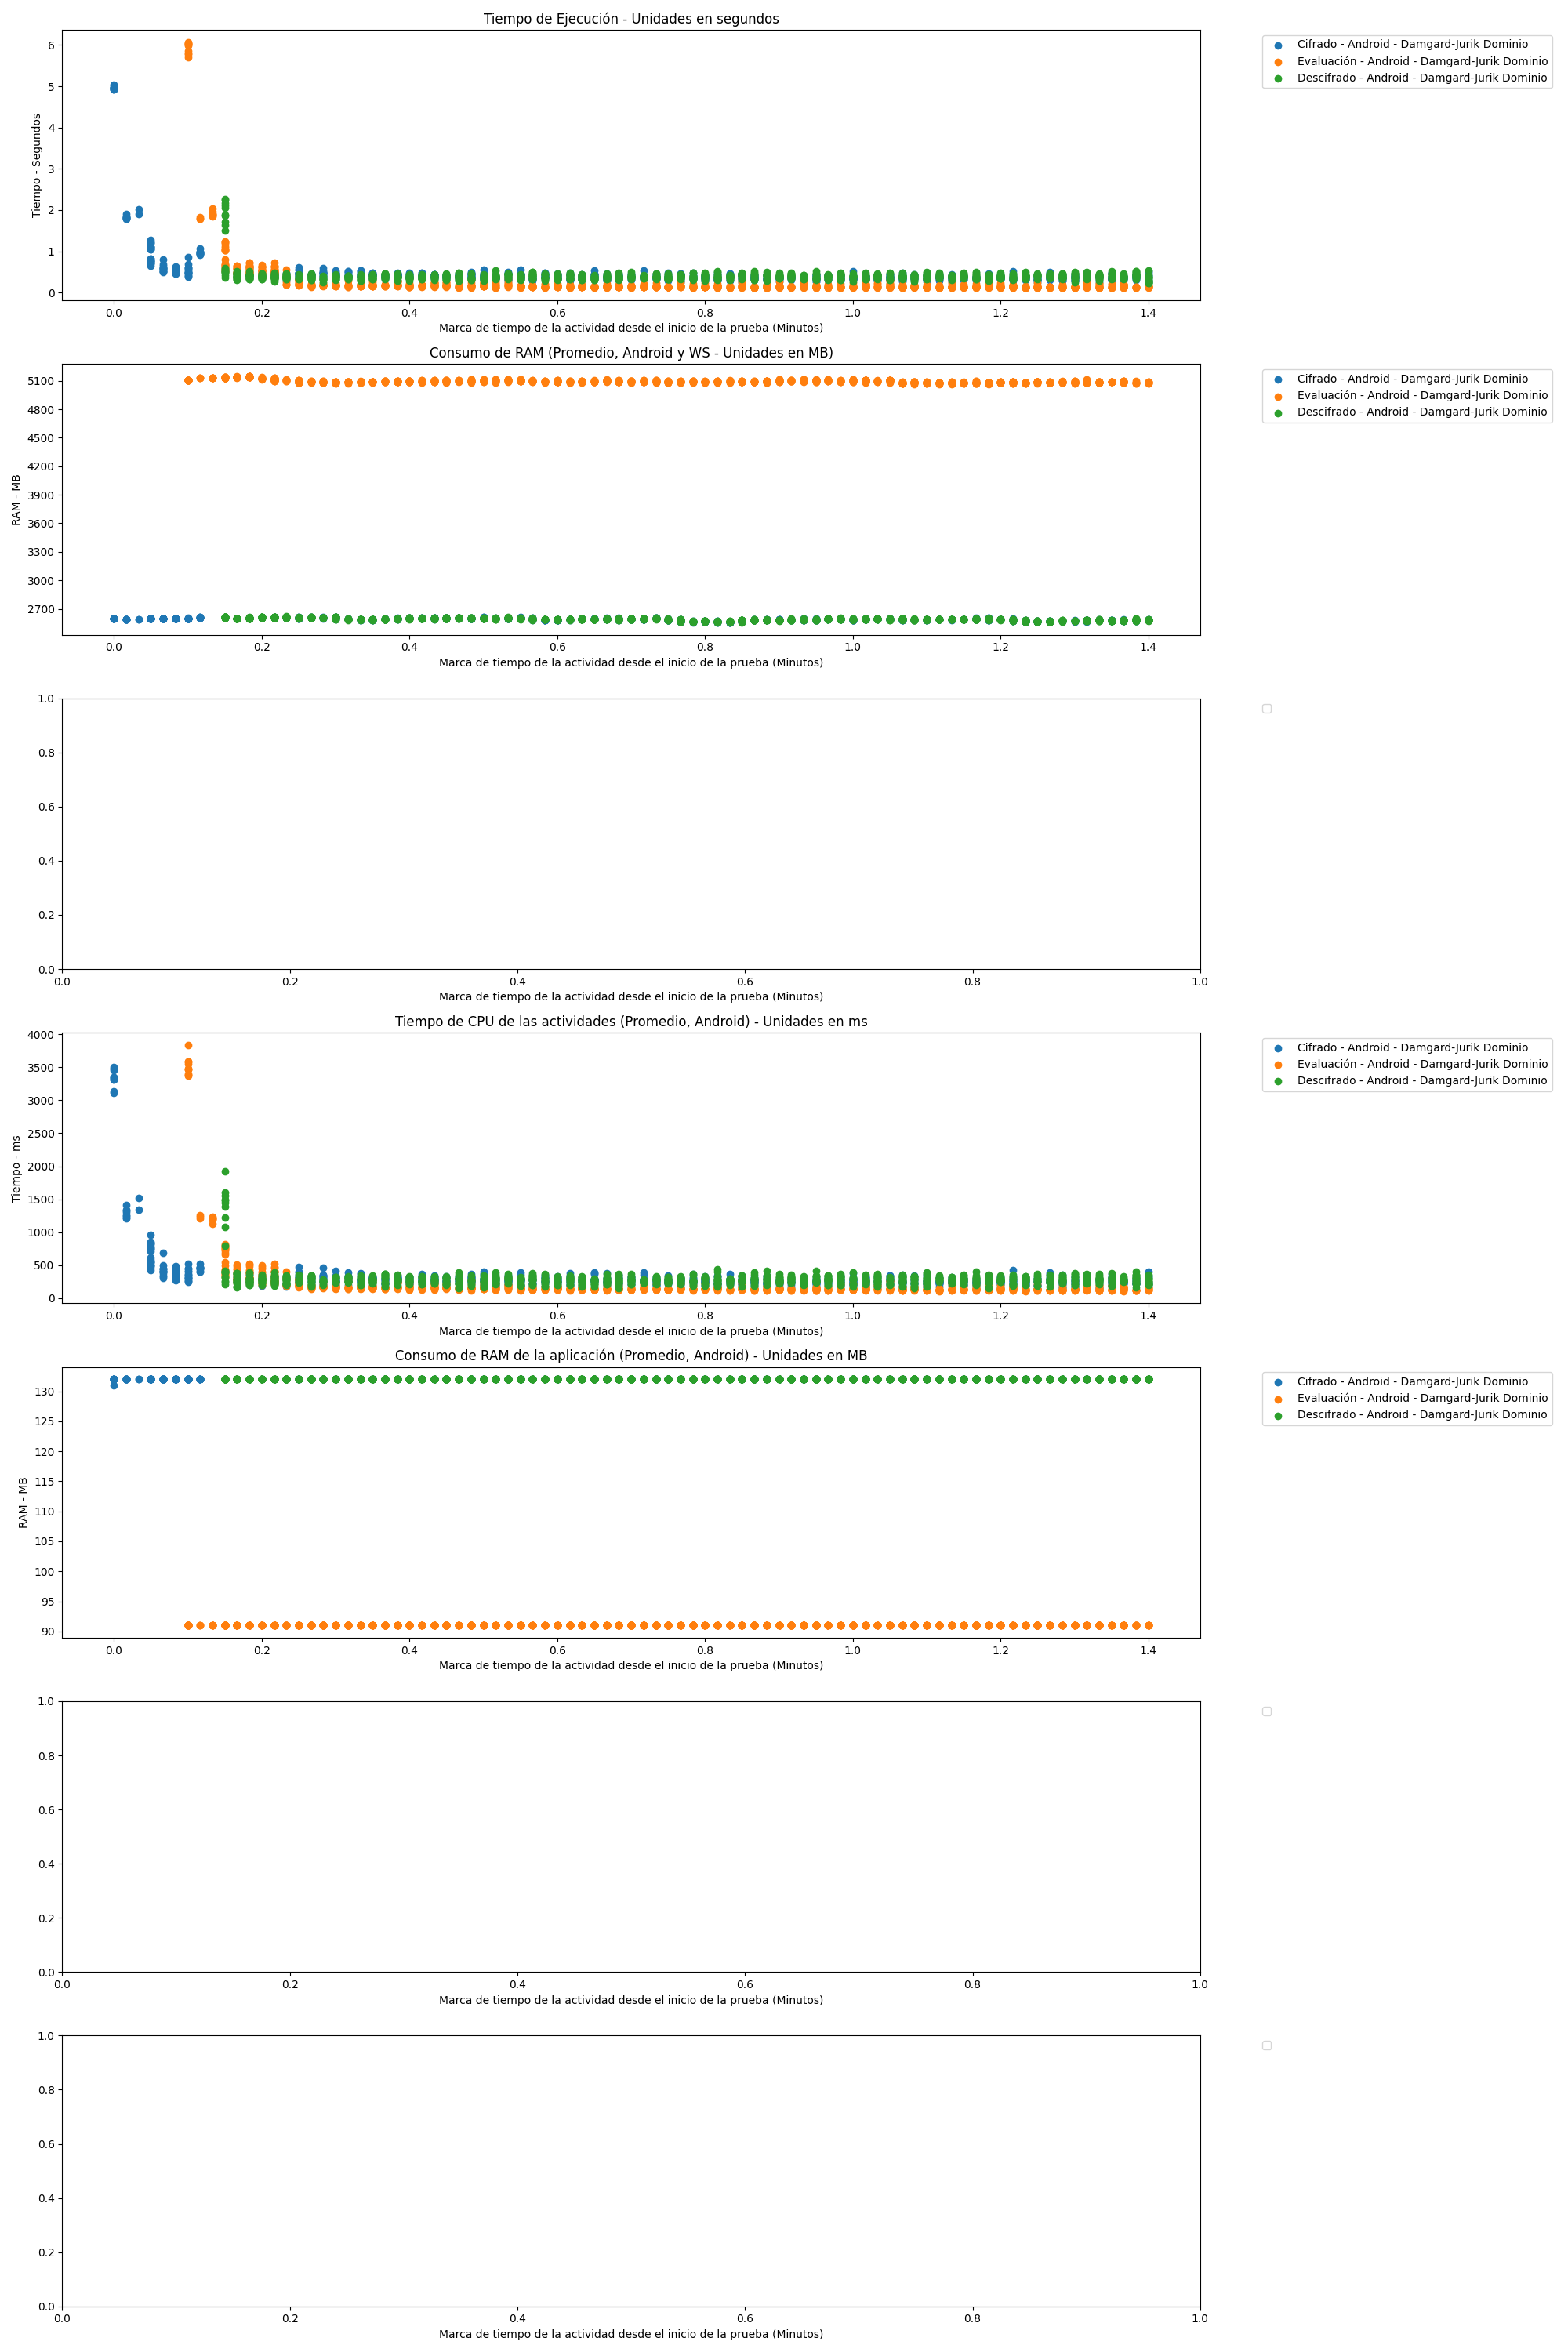 Tiempo de Ejecución - Unidades en segundos
6
5
4
3
2
1
0
Tiempo - Segundos
0.0 0.2 0.4 0.6 0.8 1.0 1.2 1.4
Marca de tiempo de la actividad desde el inicio de la prueba (Minutos)
Cifrado - Android - Damgard-Jurik Dominio
Evaluación - Android - Damgard-Jurik Dominio
Descifrado - Android - Damgard-Jurik Dominio
Consumo de RAM (Promedio, Android y WS - Unidades en MB)
5100
4800
4500
4200
3900
3600
3300
3000
2700
RAM - MB
0.0 0.2 0.4 0.6 0.8 1.0 1.2 1.4
Marca de tiempo de la actividad desde el inicio de la prueba (Minutos)
Cifrado - Android - Damgard-Jurik Dominio
Evaluación - Android - Damgard-Jurik Dominio
Descifrado - Android - Damgard-Jurik Dominio
1.0
0.8
0.6
0.4
0.2
0.0
0.0 0.2 0.4 0.6 0.8 1.0
Marca de tiempo de la actividad desde el inicio de la prueba (Minutos)
Tiempo de CPU de las actividades (Promedio, Android) - Unidades en ms
4000
3500
3000
2500
2000
1500
1000
500
0
Tiempo - ms
0.0 0.2 0.4 0.6 0.8 1.0 1.2 1.4
Marca de tiempo de la actividad desde el inicio de la prueba (Minutos)
Cifrado - Android - Damgard-Jurik Dominio
Evaluación - Android - Damgard-Jurik Dominio
Descifrado - Android - Damgard-Jurik Dominio
Consumo de RAM de la aplicación (Promedio, Android) - Unidades en MB
130
125
120
115
110
105
100
95
90
RAM - MB
0.0 0.2 0.4 0.6 0.8 1.0 1.2 1.4
Marca de tiempo de la actividad desde el inicio de la prueba (Minutos)
Cifrado - Android - Damgard-Jurik Dominio
Evaluación - Android - Damgard-Jurik Dominio
Descifrado - Android - Damgard-Jurik Dominio
1.0
0.8
0.6
0.4
0.2
0.0
0.0 0.2 0.4 0.6 0.8 1.0
Marca de tiempo de la actividad desde el inicio de la prueba (Minutos)
1.0
0.8
0.6
0.4
0.2
0.0
0.0 0.2 0.4 0.6 0.8 1.0
Marca de tiempo de la actividad desde el inicio de la prueba (Minutos)